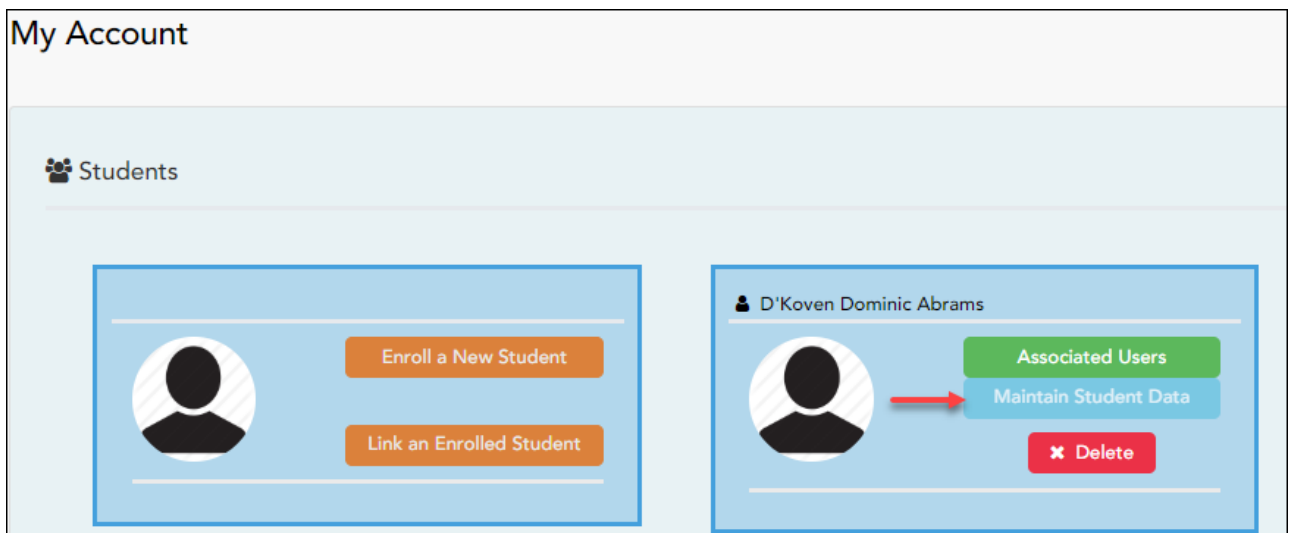 My Account
Students
Enroll a New Student
Link an Enrolled Student
D'Koven Dominic Abrams
Associated Users
Maintain Student Data
Delete